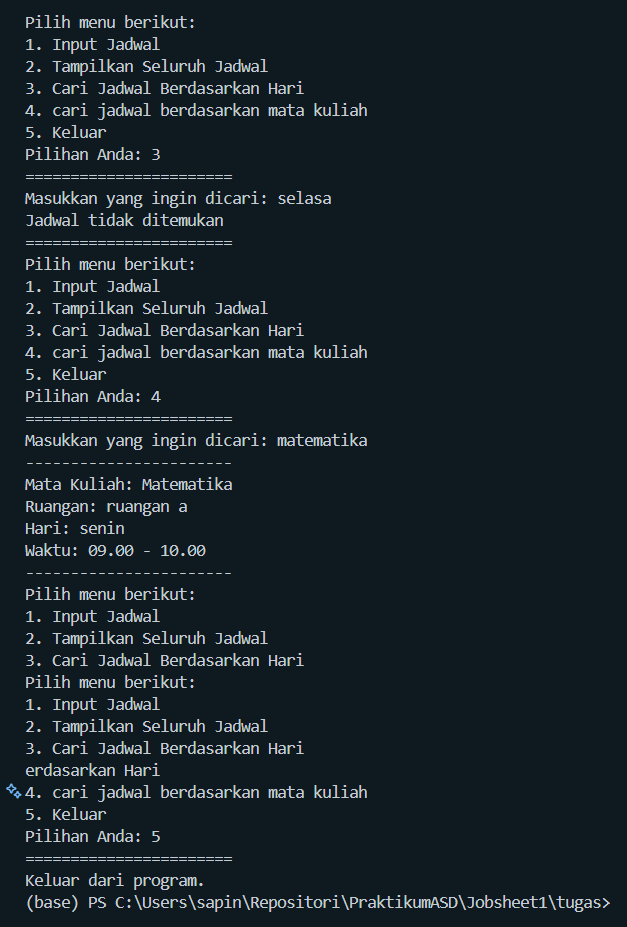 Pilih menu berikut:
1. Input Jadwal
2. Tampilkan Seluruh Jadwal
3. Cari Jadwal Berdasarkan Hari
4. cari jadwal berdasarkan mata kuliah
5. Keluar
Pilihan Anda: 3
=======================
Masukkan yang ingin dicari: selasa
Jadwal tidak ditemukan
=======================
Pilih menu berikut:
1. Input Jadwal
2. Tampilkan Seluruh Jadwal
3. Cari Jadwal Berdasarkan Hari
4. cari jadwal berdasarkan mata kuliah
5. Keluar
Pilihan Anda: 4
=======================
Masukkan yang ingin dicari: matematika
-----------------------
Mata Kuliah: Matematika
Ruangan: ruangan a
Hari: senin
Waktu: 09.00 - 10.00
-----------------------
Pilih menu berikut:
1. Input Jadwal
2. Tampilkan Seluruh Jadwal
3. Cari Jadwal Berdasarkan Hari
Pilih menu berikut:
1. Input Jadwal
2. Tampilkan Seluruh Jadwal
3. Cari Jadwal Berdasarkan Hari
erdasarkan Hari
4. cari jadwal berdasarkan mata kuliah
5. Keluar
Pilihan Anda: 5
=======================
Keluar dari program.
(base) PS C:\Users\sapin\Repositori\PraktikumASD\Jobsheet1\tugas>